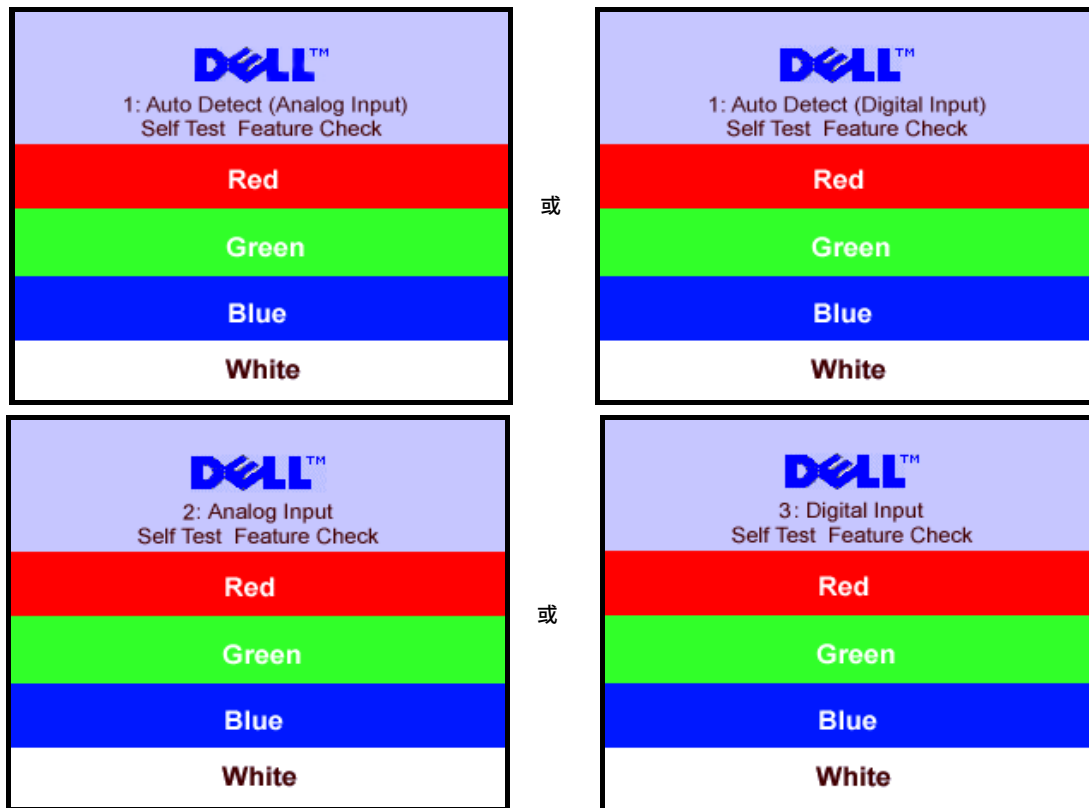 DELL™
1: Auto Detect (Analog Input)
Self Test Feature Check
Red
Green
Blue
White
或
DELL™
1: Auto Detect (Digital Input)
Self Test Feature Check
Red
Green
Blue
White
DELL™
2: Analog Input
Self Test Feature Check
Red
Green
Blue
White
或
DELL™
3: Digital Input
Self Test Feature Check
Red
Green
Blue
White